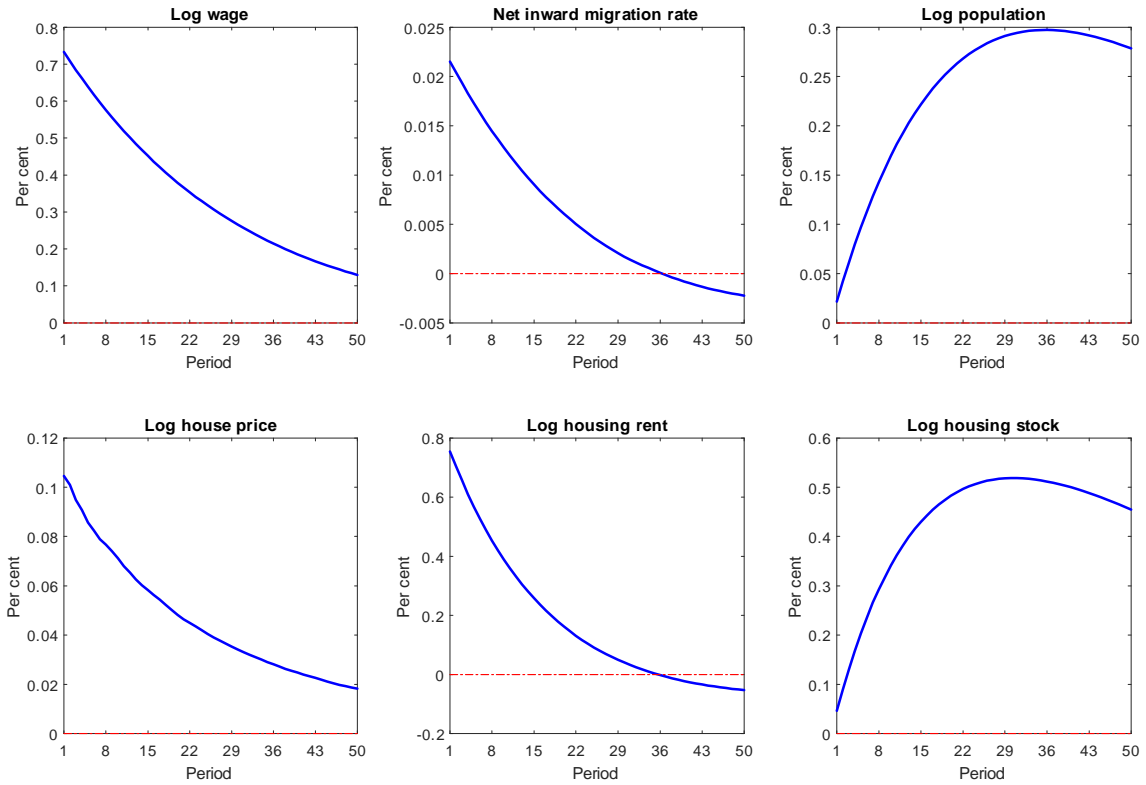 Log wage
Per cent
0.8
0.7
0.6
0.5
0.4
0.3
0.2
0.1
0
1 8 15 22 29 36 43 50
Period
Net inward migration rate
Per cent
0.025
0.02
0.015
0.01
0.005
0
-0.005
1 8 15 22 29 36 43 50
Period
Log population
Per cent
0.3
0.25
0.2
0.15
0.1
0.05
0
1 8 15 22 29 36 43 50
Period
Log house price
Per cent
0.12
0.1
0.08
0.06
0.04
0.02
0
1 8 15 22 29 36 43 50
Period
Log housing rent
Per cent
0.8
0.6
0.4
0.2
0
-0.2
1 8 15 22 29 36 43 50
Period
Log housing stock
Per cent
0.6
0.5
0.4
0.3
0.2
0.1
0
1 8 15 22 29 36 43 50
Period